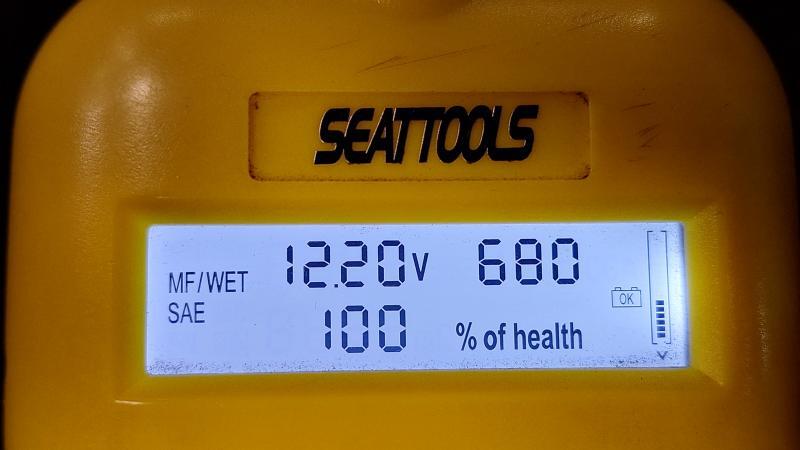 SEATTOOLS
MF/WET 12.20V 680
SAE
OK
100 % of health